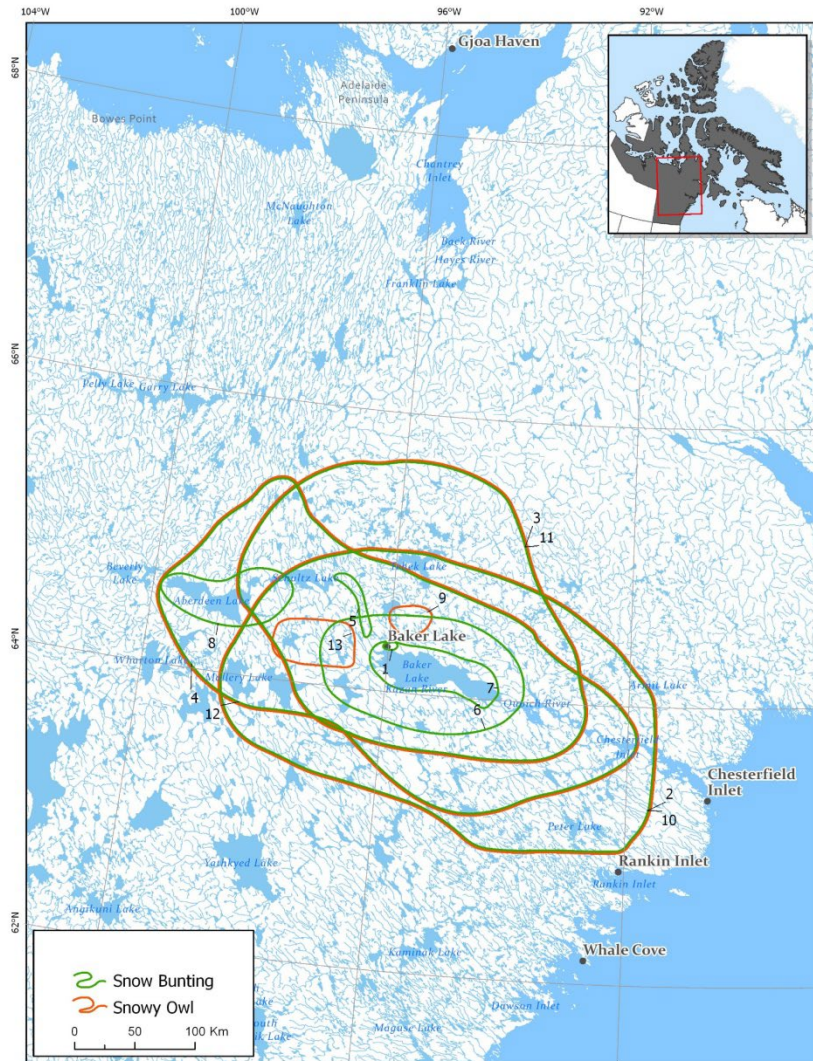 104°W
100°W
96°W
92°W
68°N
66°N
64°N
62°N
Gjoa Haven
Adelaide
Peninsula
Bowes Point
Chantrey
Inlet
McNaughton
Lake
Back River
Hayes River
Franklin Lake
Pelly Lake
Garry Lake
3
11
Beverly
Lake
Schultz Lake
Aberdeen Lake
9
5
13
Baker Lake
8
1
Baker
Lake
Wharton Lake
Mallery Lake
Kazan River
7
4
12
6
Quoich River
Chesterfield
Inlet
Chesterfield
Inlet
2
10
Peter Lake
Rankin Inlet
Rankin Inlet
Yathkyed Lake
Angikuni Lake
Whale Cove
Kaminak Lake
Dawson Inlet
Maguse Lake
Snow Bunting
Snowy Owl
0
50
100 Km